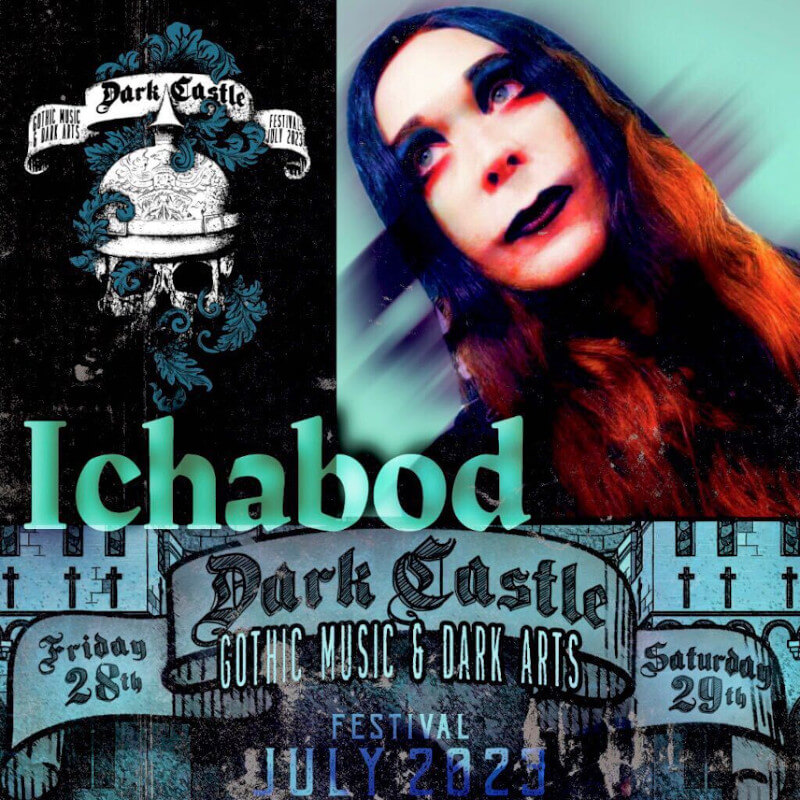 Dark Castle
GOTHIC MUSIC
& DARK ARTS
FESTIVAL
JULY 2023
Ichabod
Dark Castle
GOTHIC MUSIC & DARK ARTS
Friday
28th
Saturday
29th
FESTIVAL
JULY 2023